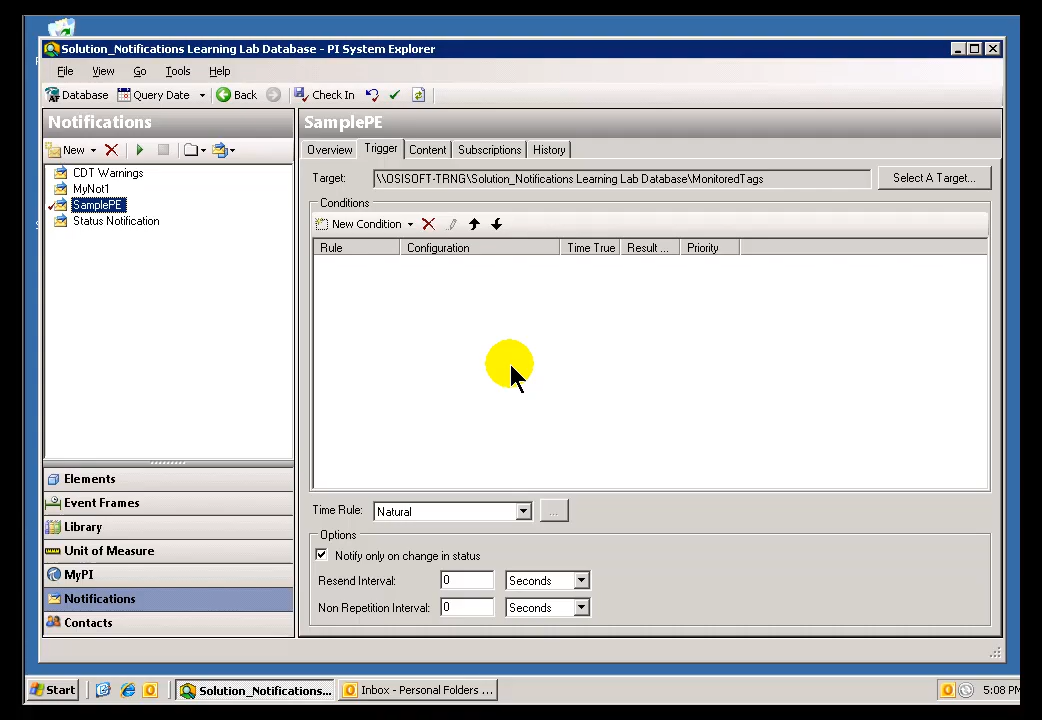 Solution_Notifications Learning Lab Database - PI System Explorer
File View Go Tools Help
Database Query Date Back Check In
Notifications
New
CDT Warnings
MyNot1
SamplePE
Status Notification
Elements
Event Frames
Library
Unit of Measure
MyPI
Notifications
Contacts
SamplePE
Overview Trigger Content Subscriptions History
Target: \\OSISOFT-TRNG\Solution_Notifications Learning Lab Database\MonitoredTags Select A Target...
Conditions
New Condition
Rule Configuration Time True Result ... Priority
Time Rule: Natural ...
Options
Notify only on change in status
Resend Interval: 0 Seconds
Non Repetition Interval: 0 Seconds
Start Solution_Notifications... Inbox - Personal Folders ... 5:08 PM